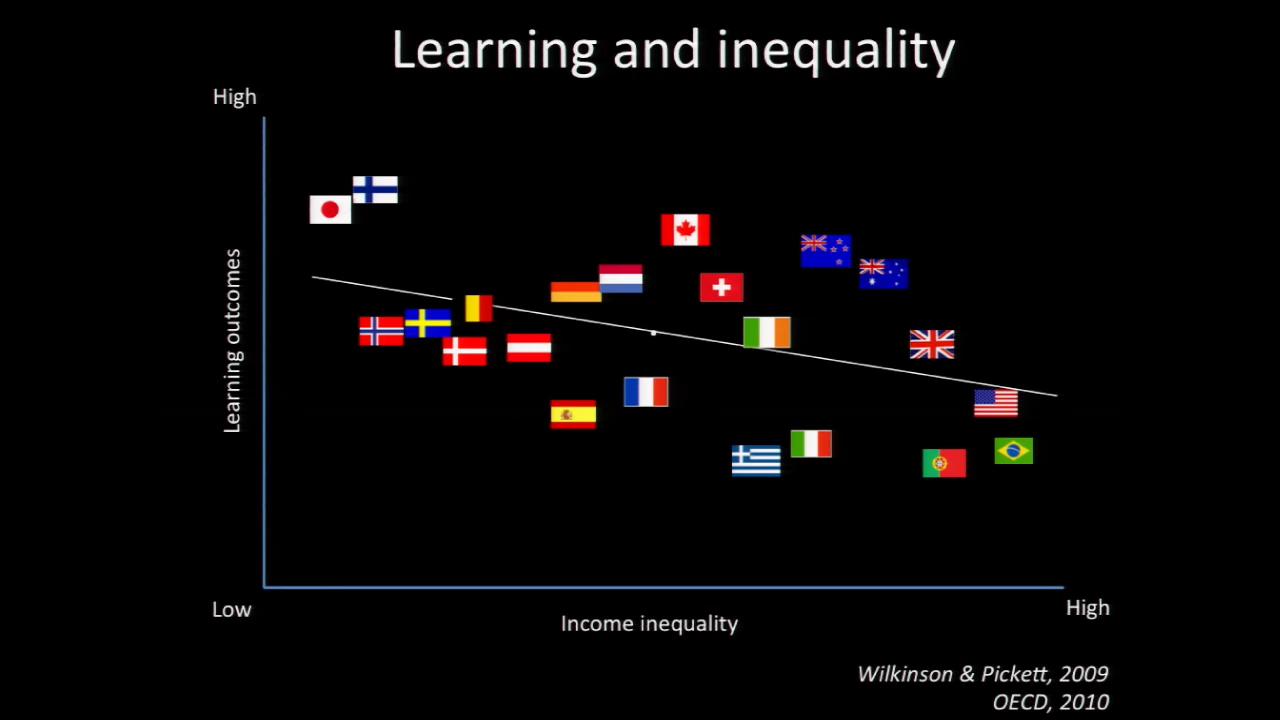 Learning and inequality
High
Learning outcomes
Low
Income inequality
High
Wilkinson & Pickett, 2009
OECD, 2010